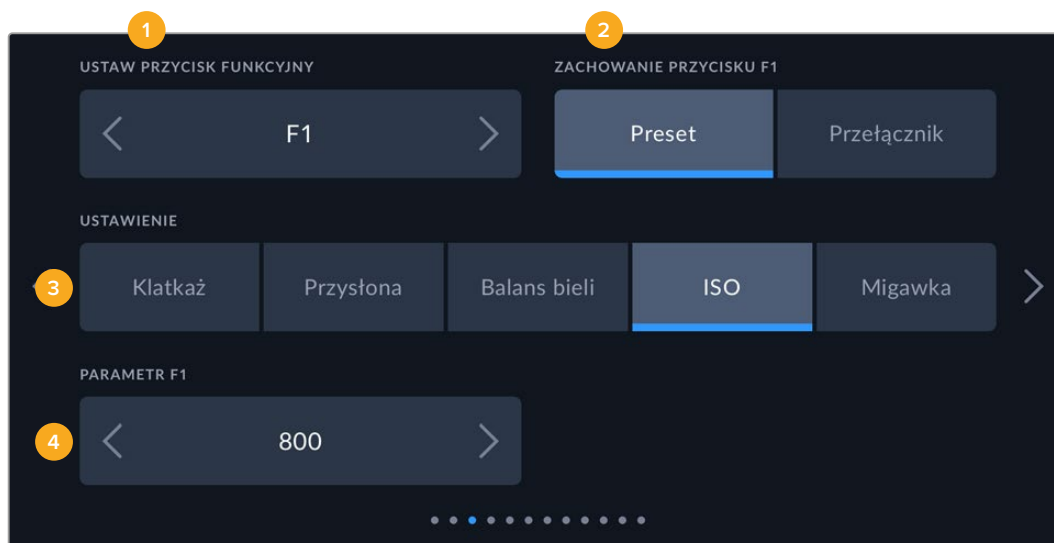 1 2
USTAW PRZYCISK FUNKCYJNY ZACHOWANIE PRZYCISKU F1
F1 Preset Przełącznik
USTAWIENIE
3 Klatkaż Przysłona Balans bieli ISO Migawka
PARAMETR F1
4 800